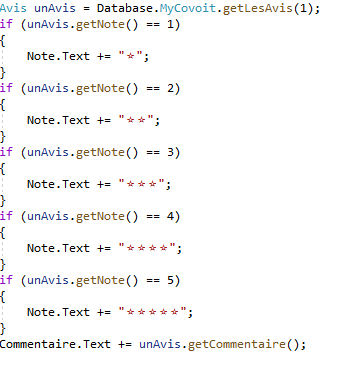 Avis unAvis = Database.MyCovoit.getLesAvis(1);
if (unAvis.getNote() == 1)
{
Note.Text += "⭐";
}
if (unAvis.getNote() == 2)
{
Note.Text += "⭐⭐";
}
if (unAvis.getNote() == 3)
{
Note.Text += "⭐⭐⭐";
}
if (unAvis.getNote() == 4)
{
Note.Text += "⭐⭐⭐⭐";
}
if (unAvis.getNote() == 5)
{
Note.Text += "⭐⭐⭐⭐⭐";
}
Commentaire.Text += unAvis.getCommentaire();